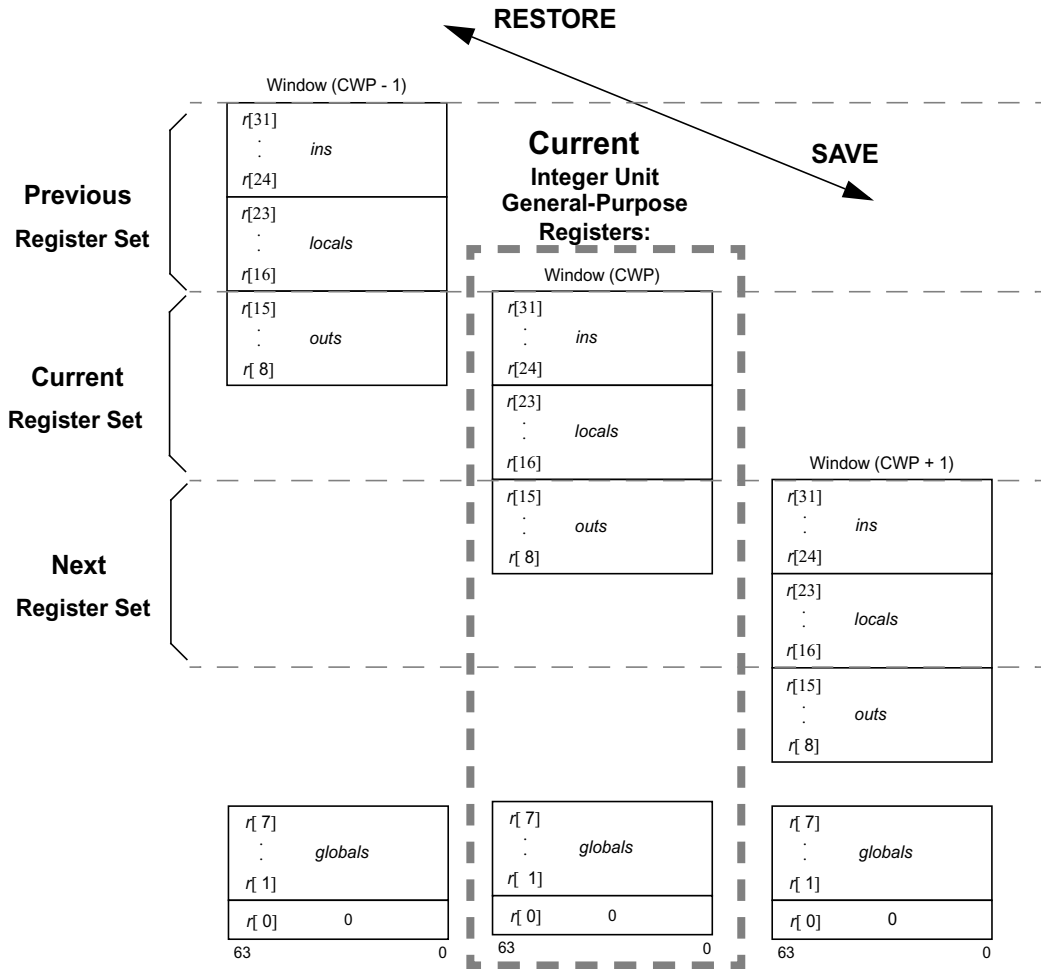 RESTORE
SAVE
Window (CWP - 1)
r[31]
.
.
r[24]
ins
r[23]
.
.
r[16]
locals
r[15]
.
.
r[ 8]
outs
Previous
Register Set
Current
Register Set
Next
Register Set
Current
Integer Unit
General-Purpose
Registers:
Window (CWP)
r[31]
.
.
r[24]
ins
r[23]
.
.
r[16]
locals
r[15]
.
.
r[ 8]
outs
Window (CWP + 1)
r[31]
.
.
r[24]
ins
r[23]
.
.
r[16]
locals
r[15]
.
.
r[ 8]
outs
r[ 7]
.
.
r[ 1]
globals
r[ 0] 0
63 0
r[ 7]
.
.
r[ 1]
globals
r[ 0] 0
63 0
r[ 7]
.
.
r[ 1]
globals
r[ 0] 0
63 0